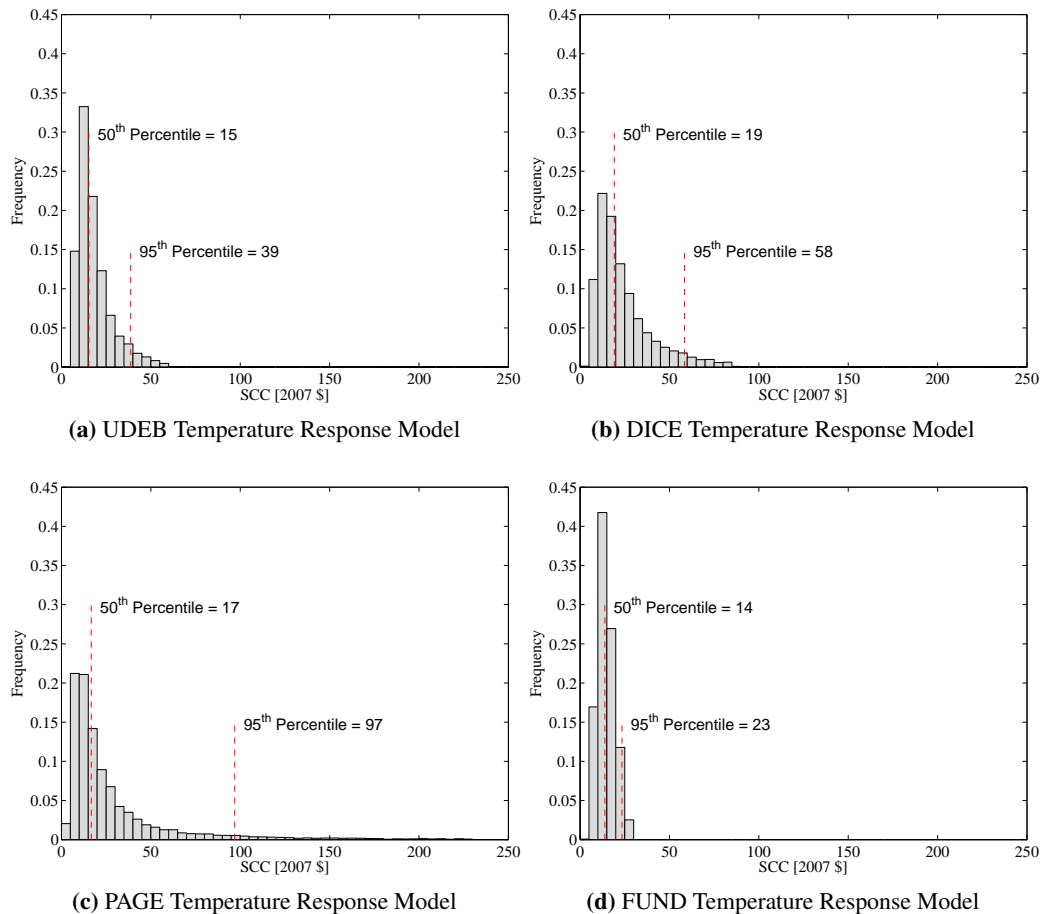 0.45
0.4
0.35
0.3
0.25
0.2
0.15
0.1
0.05
0
Frequency
50th Percentile = 15
95th Percentile = 39
0 50 100 150 200 250
SCC [2007 $]
(a) UDEB Temperature Response Model
0.45
0.4
0.35
0.3
0.25
0.2
0.15
0.1
0.05
0
Frequency
50th Percentile = 19
95th Percentile = 58
0 50 100 150 200 250
SCC [2007 $]
(b) DICE Temperature Response Model
0.45
0.4
0.35
0.3
0.25
0.2
0.15
0.1
0.05
0
Frequency
50th Percentile = 17
95th Percentile = 97
0 50 100 150 200 250
SCC [2007 $]
(c) PAGE Temperature Response Model
0.45
0.4
0.35
0.3
0.25
0.2
0.15
0.1
0.05
0
Frequency
50th Percentile = 14
95th Percentile = 23
0 50 100 150 200 250
SCC [2007 $]
(d) FUND Temperature Response Model